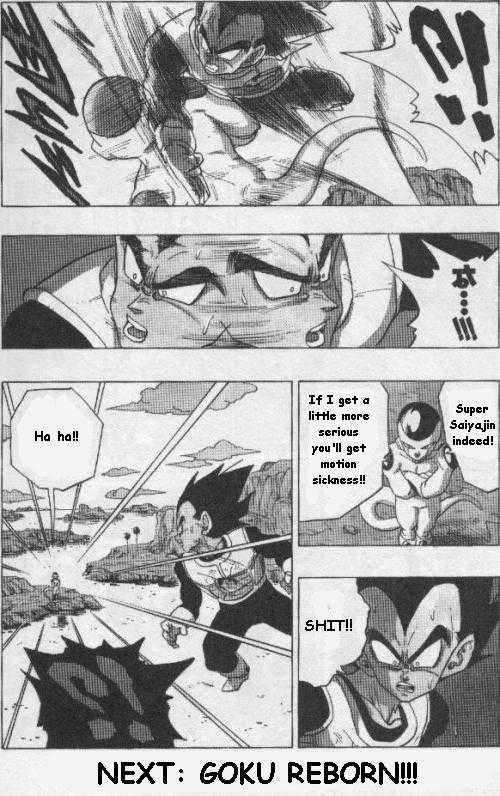 な…!!!
Super
Saiyajin
indeed!
If I get a
little more
serious
you'll get
motion
sickness!!
Ha ha!!
SHIT!!
NEXT: GOKU REBORN!!!